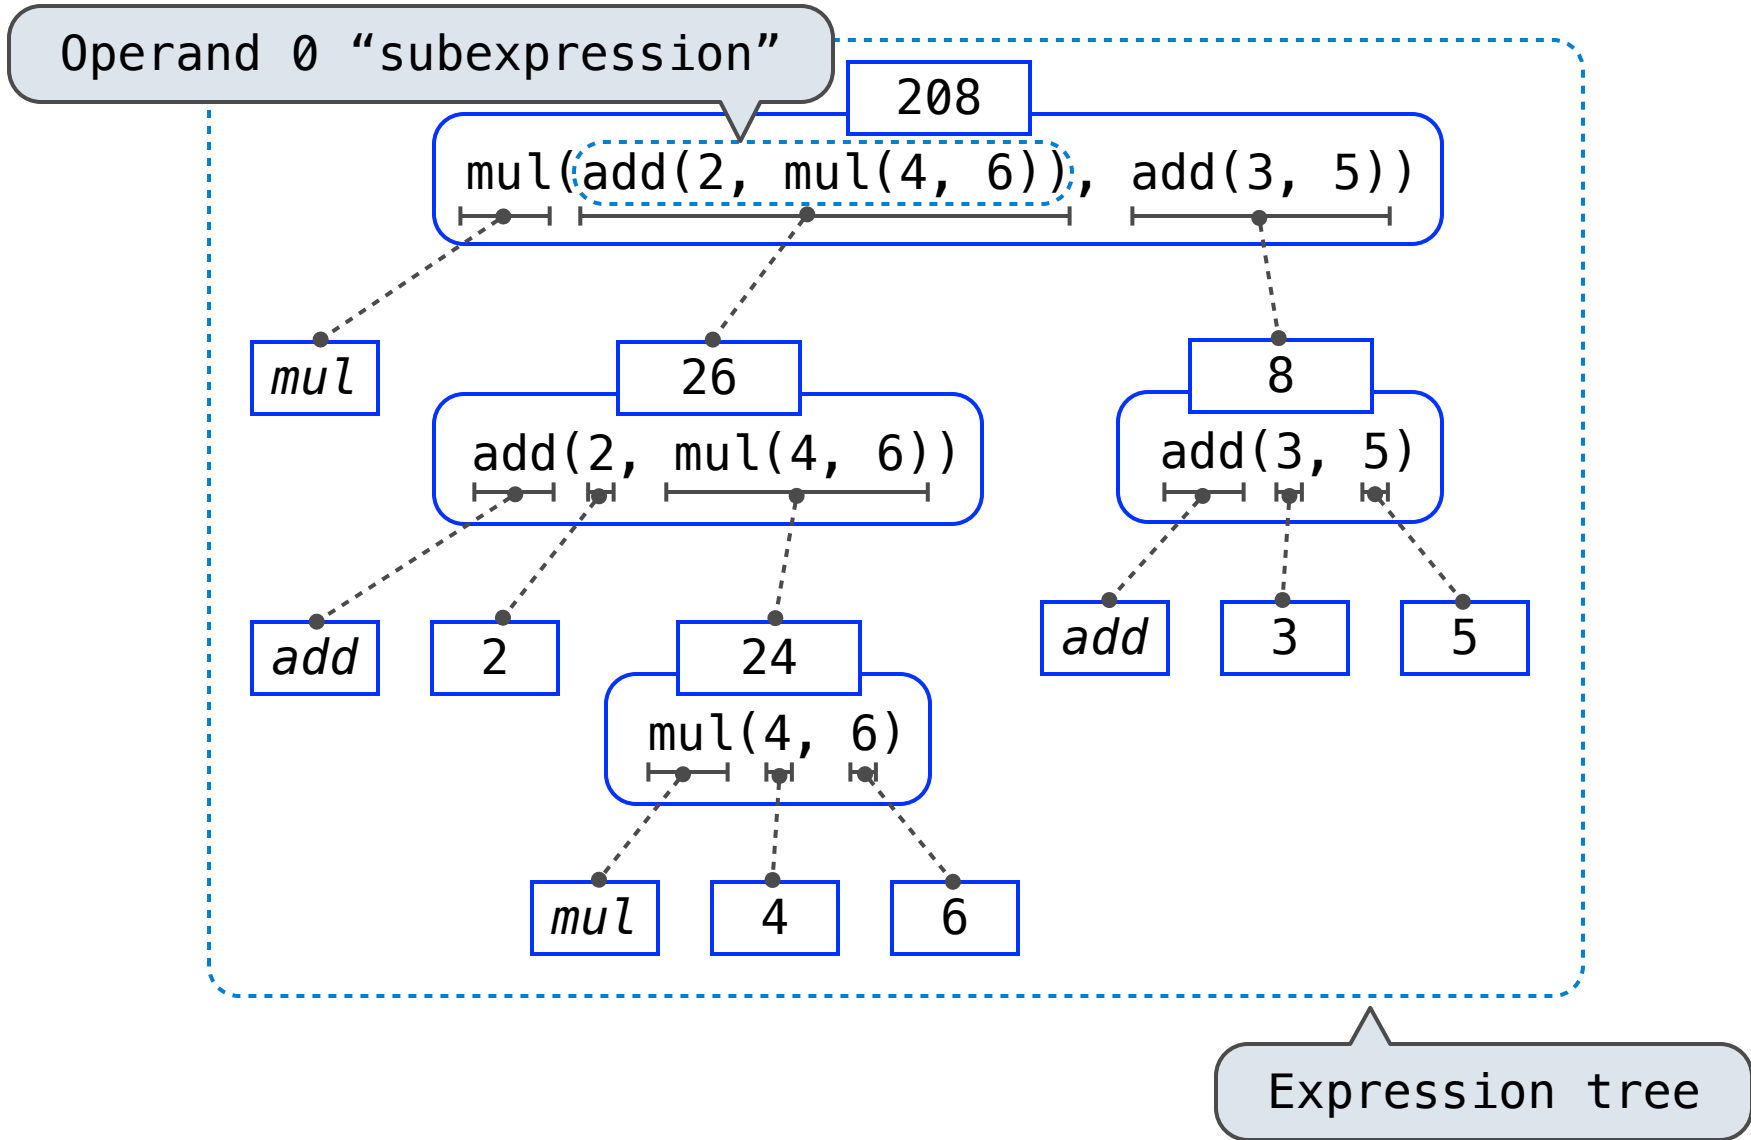 Operand 0 “subexpression”
208
mul(add(2, mul(4, 6)), add(3, 5))
mul
26
8
add(2, mul(4, 6))
add(3, 5)
add
2
24
add
3
5
mul(4, 6)
mul
4
6
Expression tree